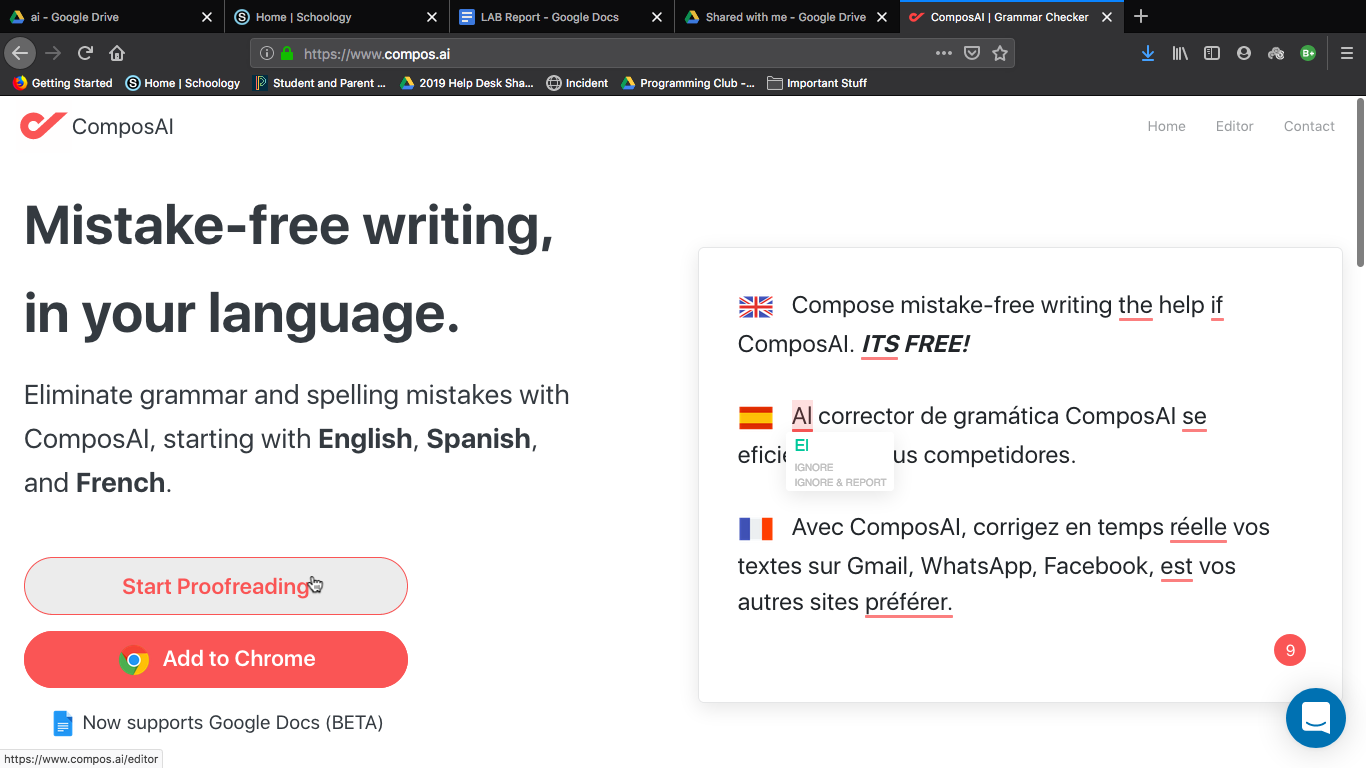 ai - Google Drive
Home | Schoology
LAB Report - Google Docs
Shared with me - Google Drive
ComposAI | Grammar Checker
https://www.compos.ai
Getting Started
Home | Schoology
Student and Parent ...
2019 Help Desk Sha...
Incident
Programming Club -...
Important Stuff
ComposAI
Home
Editor
Contact
Mistake-free writing,
in your language.
Eliminate grammar and spelling mistakes with
ComposAI, starting with English, Spanish,
and French.
Start Proofreading
Add to Chrome
Now supports Google Docs (BETA)
Compose mistake-free writing the help if
ComposAI. ITS FREE!
Al corrector de gramática ComposAI se
eficie us competidores.
El
IGNORE
IGNORE & REPORT
Avec ComposAI, corrigez en temps réelle vos
textes sur Gmail, WhatsApp, Facebook, est vos
autres sites préférer.
9
https://www.compos.ai/editor